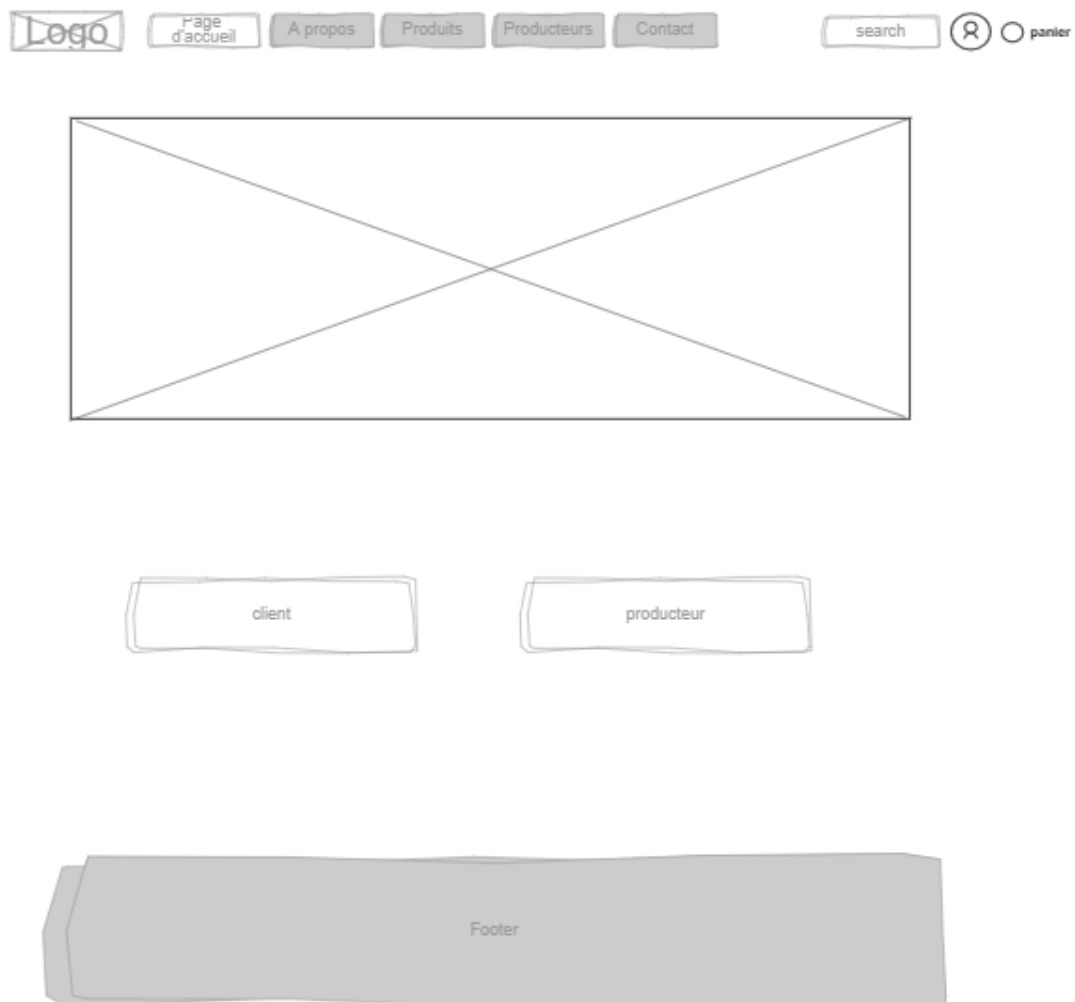 Logo
Page
d'accueil
A propos
Produits
Producteurs
Contact
search
panier
client
producteur
Footer